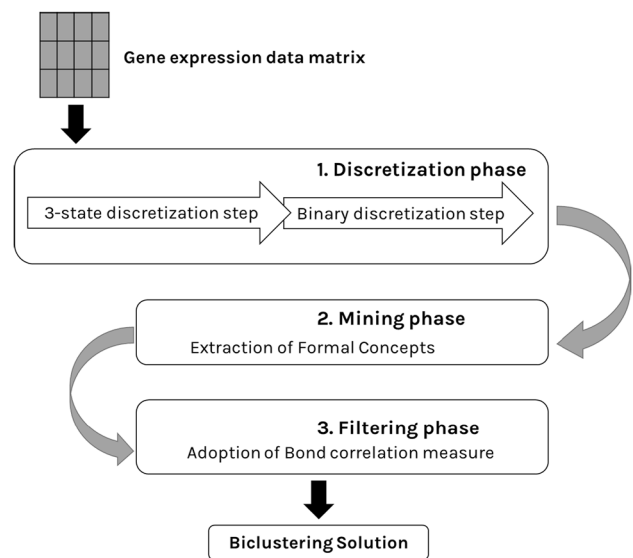 Gene expression data matrix
1. Discretization phase
3-state discretization step
Binary discretization step
2. Mining phase
Extraction of Formal Concepts
3. Filtering phase
Adoption of Bond correlation measure
Biclustering Solution